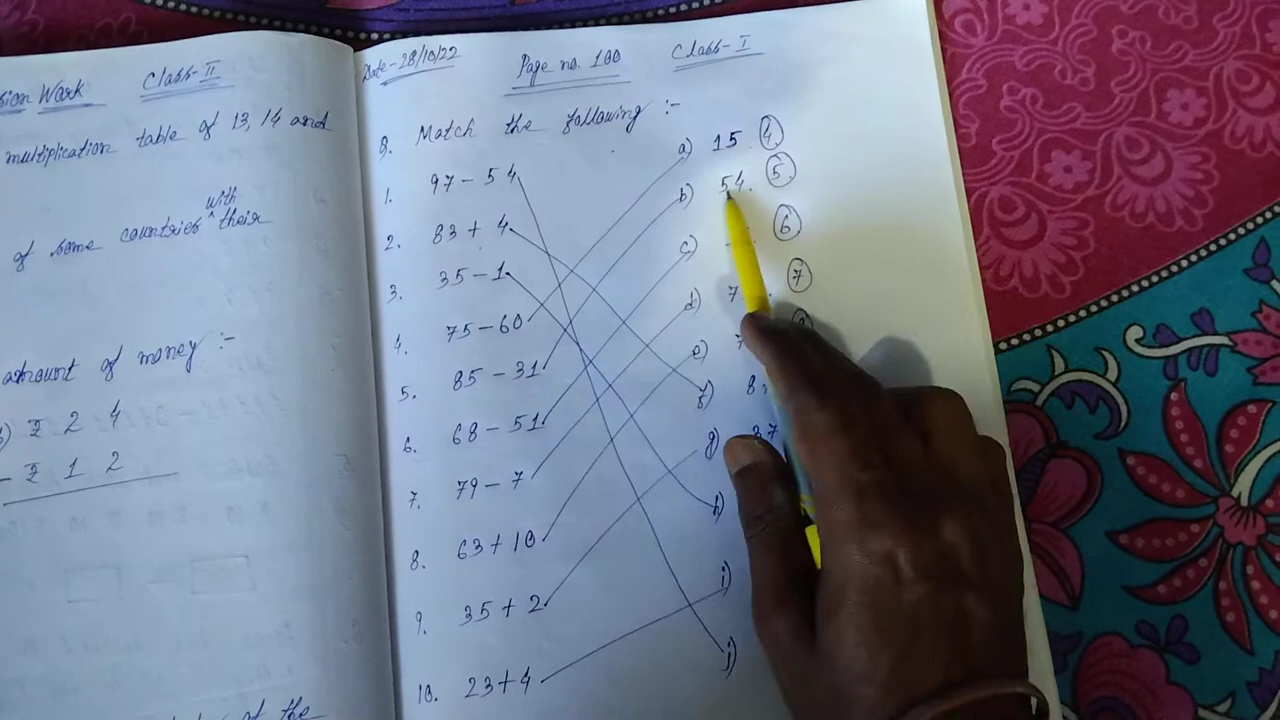 Work Class-II
multiplication table of 13, 14 and
with
of some countries ^ their
amount of money :-
₹ 2 4
- ₹ 1 2
of the
Date-28/10/22 Page no. 100 Class-I
Q. Match the following :-
1. 97 - 54 a) 15. 4
2. 83 + 4 b) 54. 5
3. 35 - 1 c) 6
4. 75 - 60 d) 7
5. 85 - 31 e) 7
6. 68 - 51 f) 8
7. 79 - 7 g) 37
8. 63 + 10 h)
9. 35 + 2 i)
10. 23 + 4 j)